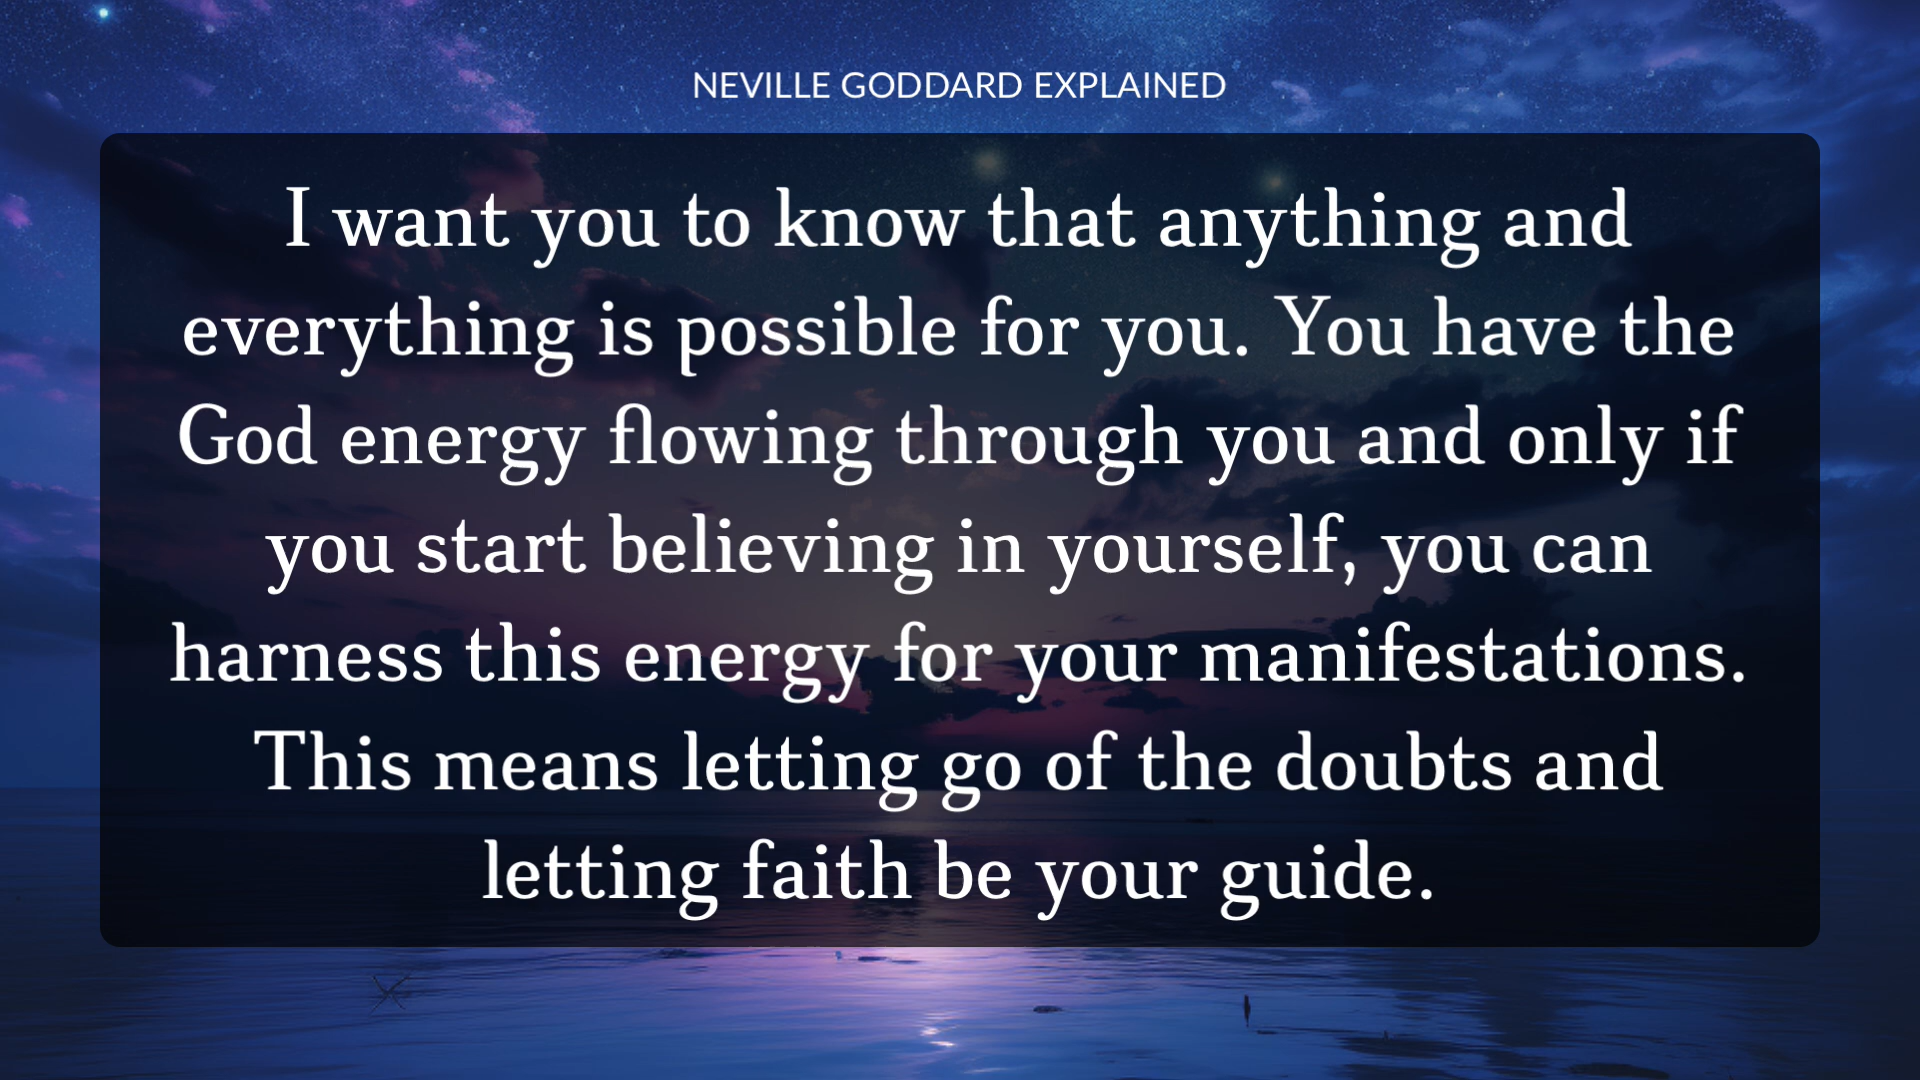 NEVILLE GODDARD EXPLAINED
I want you to know that anything and
everything is possible for you. You have the
God energy flowing through you and only if
you start believing in yourself, you can
harness this energy for your manifestations.
This means letting go of the doubts and
letting faith be your guide.